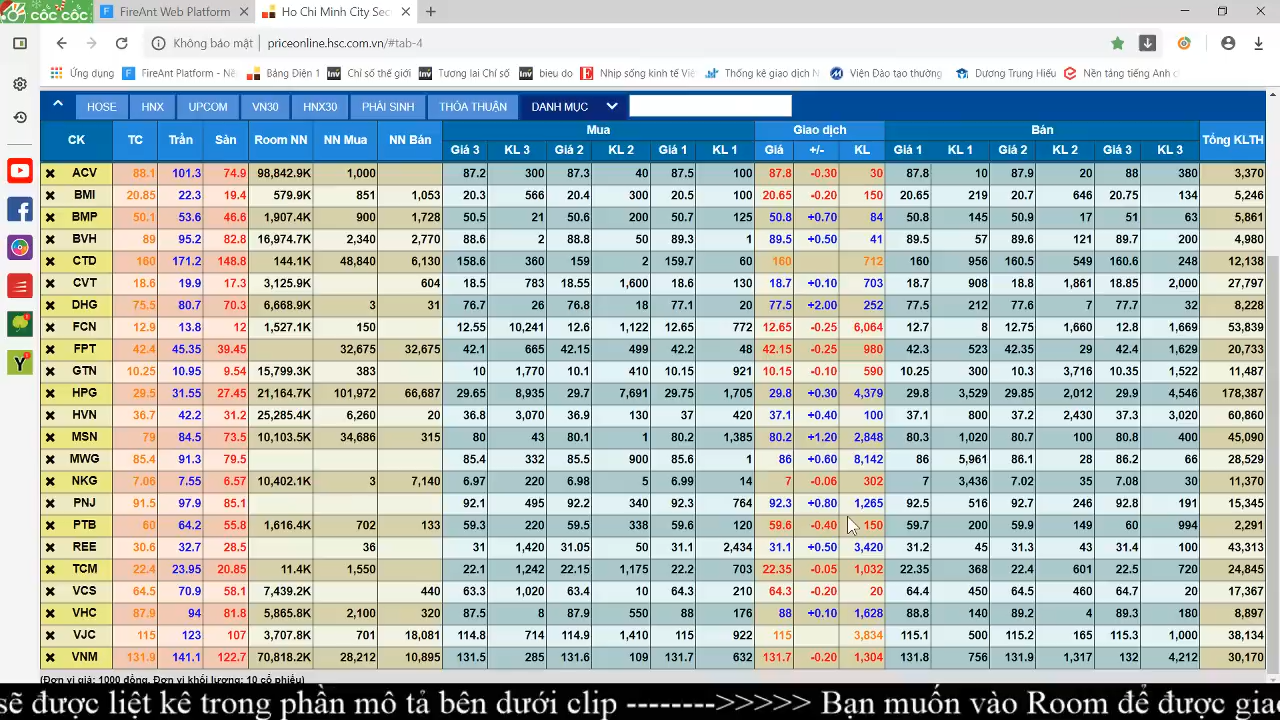 cốc cốc FireAnt Web Platform Ho Chi Minh City Sec
Không bảo mật priceonline.hsc.com.vn/#tab-4
Ứng dụng FireAnt Platform - Nề Bảng Điện 1 Chỉ số thế giới Tương lai Chỉ số bieu do Nhịp sống kinh tế Việ Thống giao dịch N Viện Đào tạo thường Dương Trung Hiếu Nền tảng tiếng Anh c
HOSE HNX UPCOM VN30 HNX30 PHÁI SINH THỎA THUẬN DANH MỤC
CK TC Trần Sàn Room NN NN Mua NN Bán Mua Giao dịch Bán Tổng KLTH
Giá 3 KL 3 Giá 2 KL 2 Giá 1 KL 1 Giá +/- KL Giá 1 KL 1 Giá 2 KL 2 Giá 3 KL 3
ACV 88.1 101.3 74.9 98,842.9K 1,000 87.2 300 87.3 40 87.5 100 87.8 -0.30 30 87.8 10 87.9 20 88 380 3,370
BMI 20.85 22.3 19.4 579.9K 851 1,053 20.3 566 20.4 300 20.5 100 20.65 -0.20 150 20.65 219 20.7 646 20.75 134 5,246
BMP 50.1 53.6 46.6 1,907.4K 900 1,728 50.5 21 50.6 200 50.7 125 50.8 +0.70 84 50.8 145 50.9 17 51 63 5,861
BVH 89 95.2 82.8 16,974.7K 2,340 2,770 88.6 2 88.8 50 89.3 1 89.5 +0.50 41 89.5 57 89.6 121 89.7 200 4,980
CTD 160 171.2 148.8 144.1K 48,840 6,130 158.6 360 159 2 159.7 60 160 712 160 956 160.5 549 160.6 248 12,138
CVT 18.6 19.9 17.3 3,125.9K 604 18.5 783 18.55 1,600 18.6 130 18.7 +0.10 703 18.7 908 18.8 1,861 18.85 2,000 27,797
DHG 75.5 80.7 70.3 6,668.9K 3 31 76.7 26 76.8 18 77.1 20 77.5 +2.00 252 77.5 212 77.6 7 77.7 32 8,228
FCN 12.9 13.8 12 1,527.1K 150 12.55 10,241 12.6 1,122 12.65 772 12.65 -0.25 6,064 12.7 8 12.75 1,660 12.8 1,669 53,839
FPT 42.4 45.35 39.45 32,675 32,675 42.1 665 42.15 499 42.2 48 42.15 -0.25 980 42.3 523 42.35 29 42.4 1,629 20,733
GTN 10.25 10.95 9.54 15,799.3K 383 10 1,770 10.1 410 10.15 921 10.15 -0.10 590 10.25 300 10.3 3,716 10.35 1,522 11,487
HPG 29.5 31.55 27.45 21,164.7K 101,972 66,687 29.65 8,935 29.7 7,691 29.75 1,705 29.8 +0.30 4,379 29.8 3,529 29.85 2,012 29.9 4,546 178,387
HVN 36.7 42.2 31.2 25,285.4K 6,260 20 36.8 3,070 36.9 130 37 420 37.1 +0.40 100 37.1 800 37.2 2,430 37.3 3,020 60,860
MSN 79 84.5 73.5 10,103.5K 34,686 315 80 43 80.1 1 80.2 1,385 80.2 +1.20 2,848 80.3 1,020 80.7 100 80.8 400 45,090
MWG 85.4 91.3 79.5 85.4 332 85.5 900 85.6 1 86 +0.60 8,142 86 5,961 86.1 28 86.2 66 28,529
NKG 7.06 7.55 6.57 10,402.1K 3 7,140 6.97 220 6.98 5 6.99 14 7 -0.06 302 7 3,436 7.02 35 7.08 30 11,370
PNJ 91.5 97.9 85.1 92.1 495 92.2 340 92.3 764 92.3 +0.80 1,265 92.5 516 92.7 246 92.8 191 15,345
PTB 60 64.2 55.8 1,616.4K 702 133 59.3 220 59.5 338 59.6 120 59.6 -0.40 150 59.7 200 59.9 149 60 994 2,291
REE 30.6 32.7 28.5 36 31 1,420 31.05 50 31.1 2,434 31.1 +0.50 3,420 31.2 45 31.3 43 31.4 100 43,313
TCM 22.4 23.95 20.85 11.4K 1,550 22.1 1,242 22.15 1,175 22.2 703 22.35 -0.05 1,032 22.35 368 22.4 601 22.5 720 24,845
VCS 64.5 70.9 58.1 7,439.2K 440 63.3 1,020 63.4 10 64.3 210 64.3 -0.20 20 64.4 450 64.5 460 64.7 20 17,367
VHC 87.9 94 81.8 5,865.8K 2,100 320 87.5 8 87.9 550 88 176 88 +0.10 1,628 88.8 140 89.2 4 89.3 180 8,897
VJC 115 123 107 3,707.8K 701 18,081 114.8 714 114.9 1,410 115 922 115 3,834 115.1 500 115.2 165 115.3 1,000 38,134
VNM 131.9 141.1 122.7 70,818.2K 28,212 10,895 131.5 285 131.6 109 131.7 632 131.7 -0.20 1,304 131.8 756 131.9 1,317 132 4,212 30,170
(Đơn vị giá: 1000 đồng. Đơn vị khối lượng: 10 cổ phiếu)
sẽ được liệt kê trong phần mô tả bên dưới clip -------->>>>> Bạn muốn vào Room để được giao